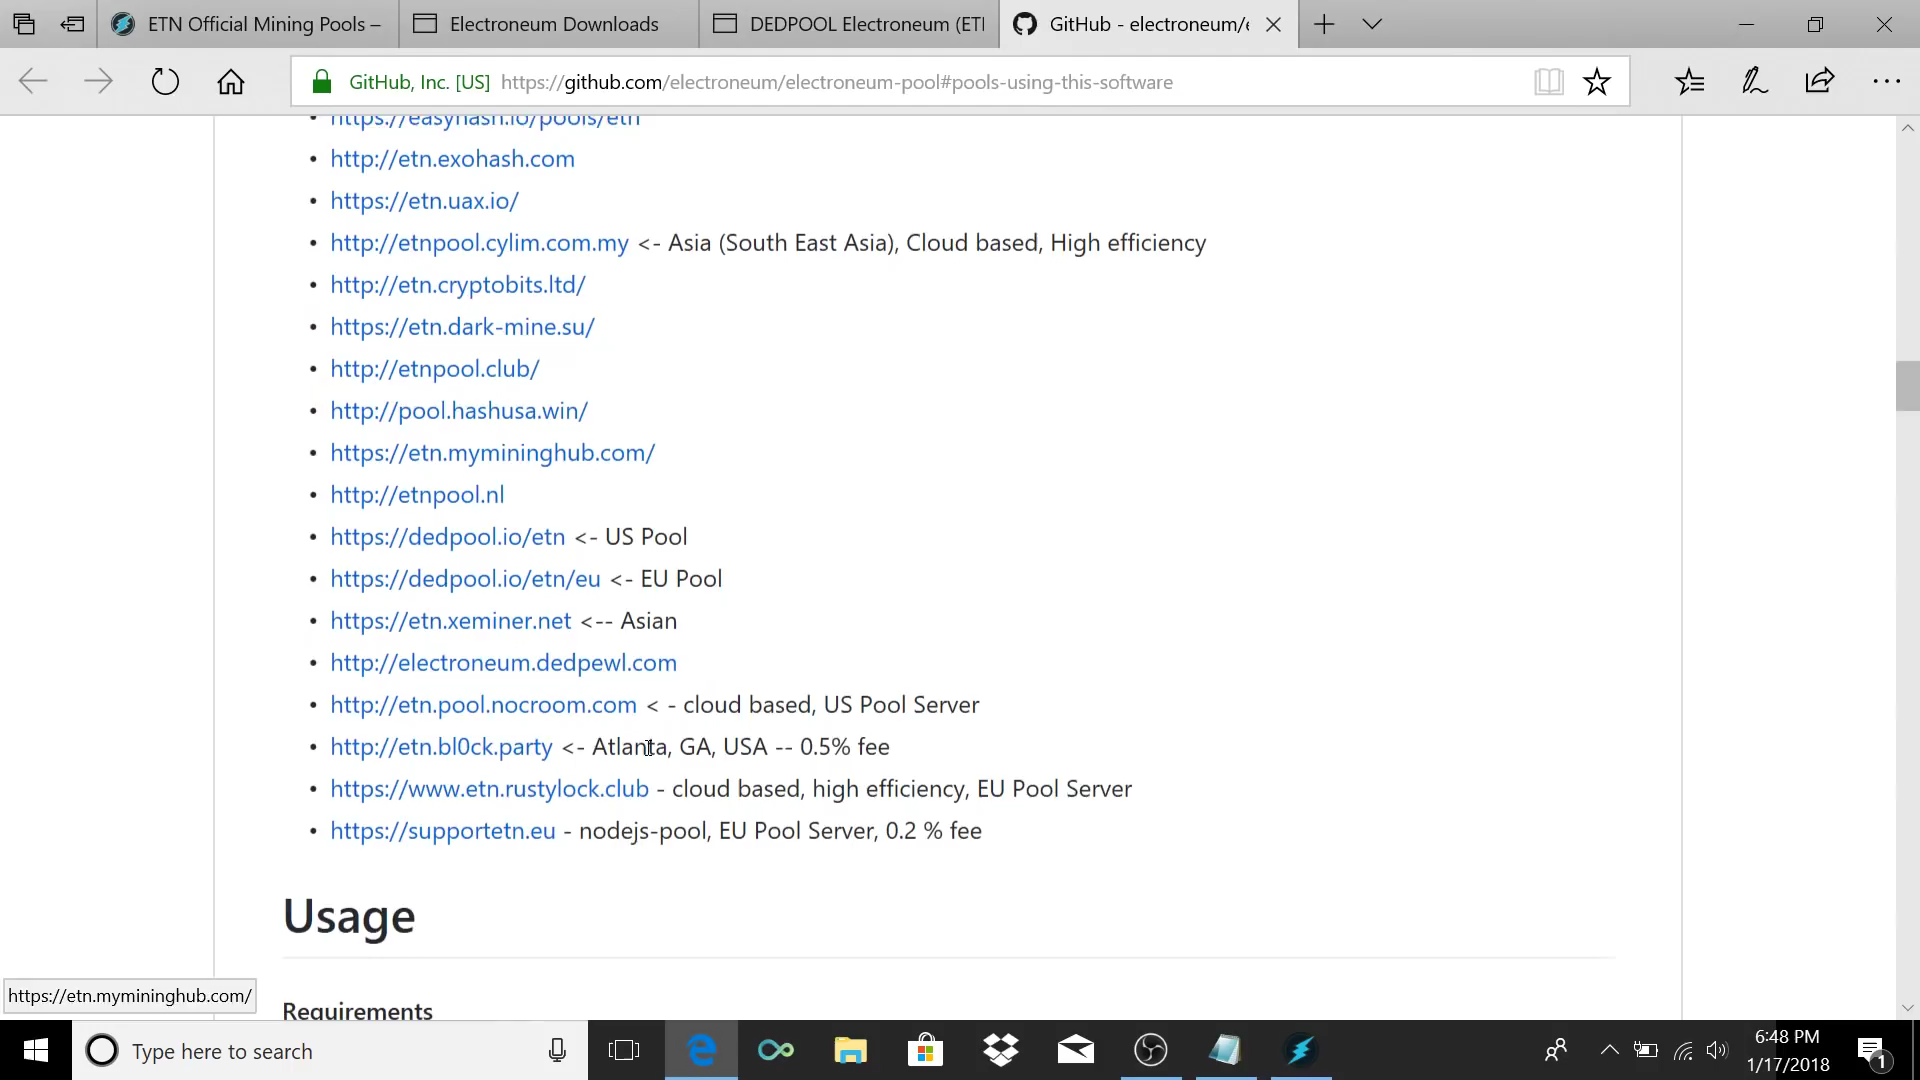 ETN Official Mining Pools –
Electroneum Downloads
DEDPOOL Electroneum (ETI
GitHub - electroneum/e
GitHub, Inc. [US] https://github.com/electroneum/electroneum-pool#pools-using-this-software
• https://easyhash.io/pools/etn
• http://etn.exohash.com
• https://etn.uax.io/
• http://etnpool.cylim.com.my <- Asia (South East Asia), Cloud based, High efficiency
• http://etn.cryptobits.ltd/
• https://etn.dark-mine.su/
• http://etnpool.club/
• http://pool.hashusa.win/
• https://etn.mymininghub.com/
• http://etnpool.nl
• https://dedpool.io/etn <- US Pool
• https://dedpool.io/etn/eu <- EU Pool
• https://etn.xeminer.net <-- Asian
• http://electroneum.dedpewl.com
• http://etn.pool.nocroom.com < - cloud based, US Pool Server
• http://etn.bl0ck.party <- Atlanta, GA, USA -- 0.5% fee
• https://www.etn.rustylock.club - cloud based, high efficiency, EU Pool Server
• https://supportetn.eu - nodejs-pool, EU Pool Server, 0.2 % fee
Usage
https://etn.mymininghub.com/
Requirements
Type here to search
6:48 PM
1/17/2018
1